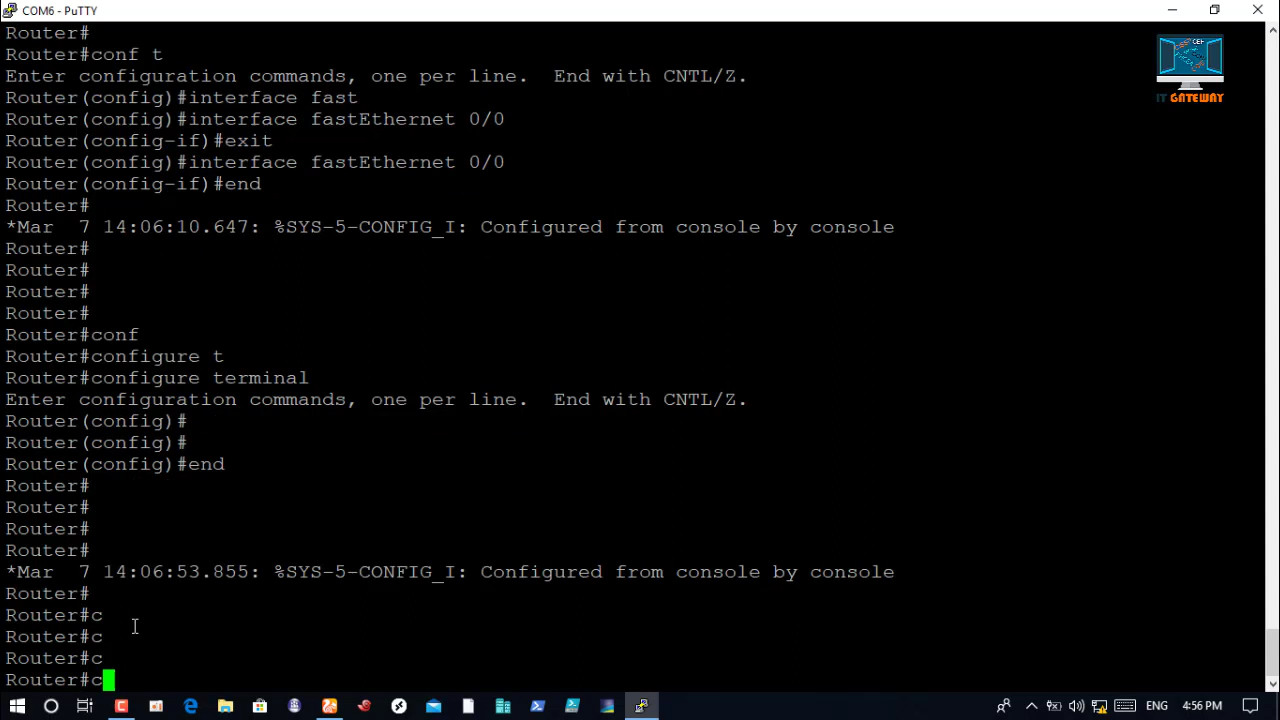 COM6 - PuTTY
Router#
Router#conf t
Enter configuration commands, one per line.  End with CNTL/Z.
Router(config)#interface fast
Router(config)#interface fastEthernet 0/0
Router(config-if)#exit
Router(config)#interface fastEthernet 0/0
Router(config-if)#end
Router#
*Mar  7 14:06:10.647: %SYS-5-CONFIG_I: Configured from console by console
Router#
Router#
Router#
Router#
Router#conf
Router#configure t
Router#configure terminal
Enter configuration commands, one per line.  End with CNTL/Z.
Router(config)#
Router(config)#
Router(config)#end
Router#
Router#
Router#
Router#
*Mar  7 14:06:53.855: %SYS-5-CONFIG_I: Configured from console by console
Router#
Router#c
Router#c
Router#c
Router#c
CEF
IT GATEWAY
ENG
4:56 PM